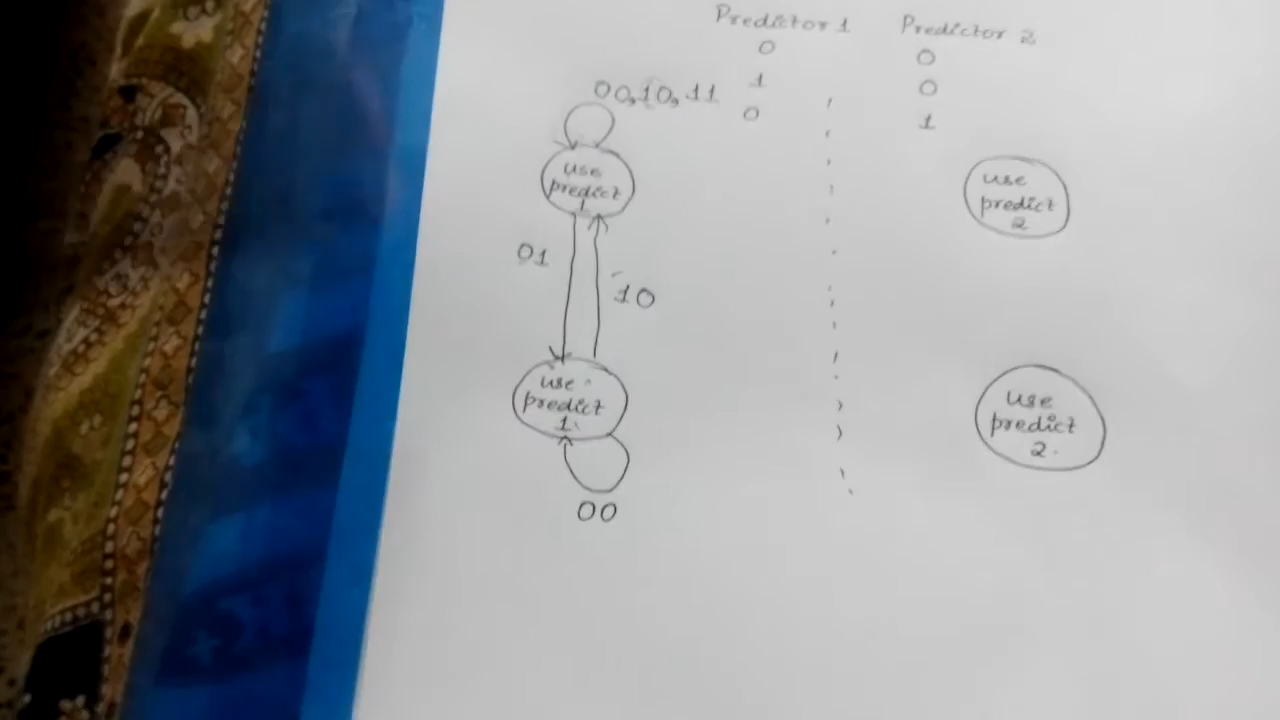 Predictor 1 Predictor 2
0 0
1 0
0 1
00,10,11
use
predict
1
use
predict
2
01
10
use
predict
1.
use
predict
2.
00